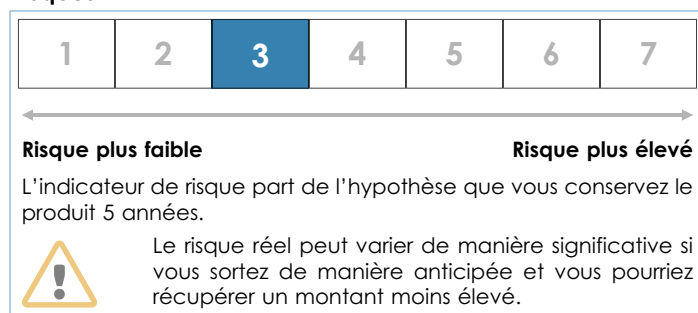 1 2 3 4 5 6 7
Risque plus faible Risque plus élevé
L'indicateur de risque part de l'hypothèse que vous conservez le
produit 5 années.
Le risque réel peut varier de manière significative si
vous sortez de manière anticipée et vous pourriez
récupérer un montant moins élevé.